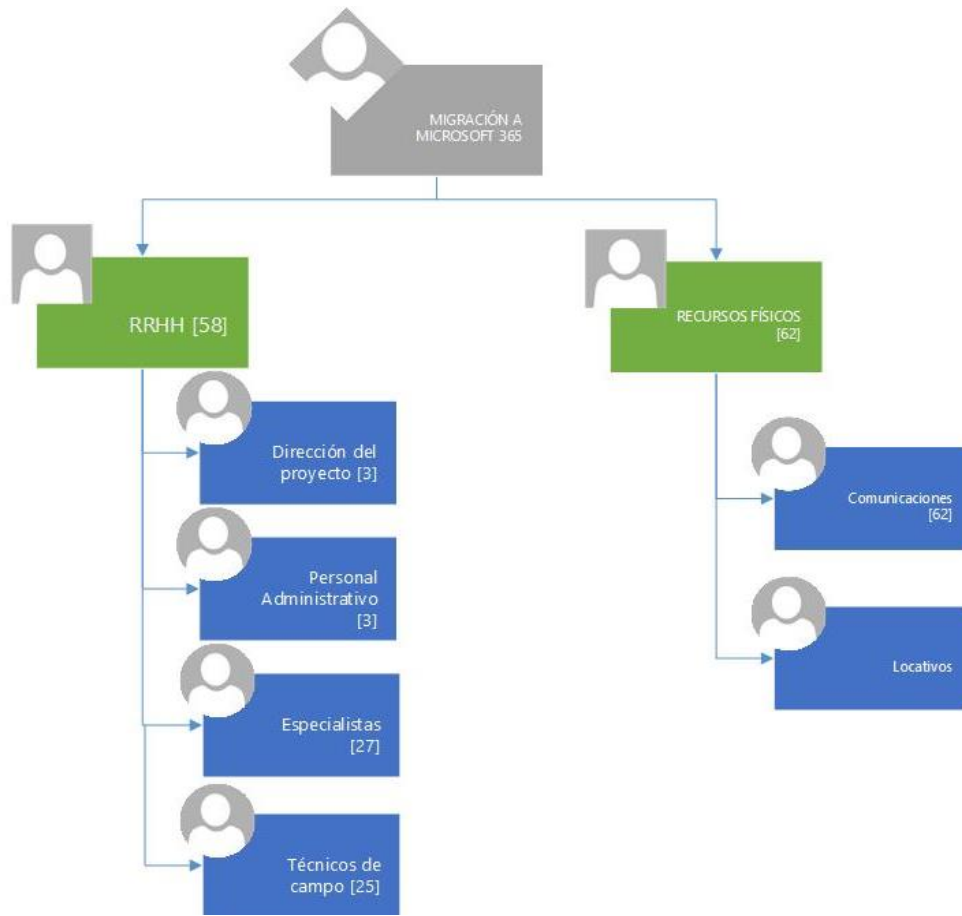 MIGRACIÓN A
MICROSOFT 365
RRHH [58]
RECURSOS FÍSICOS
[62]
Dirección del
proyecto [3]
Personal
Administrativo
[3]
Especialistas
[27]
Técnicos de
campo [25]
Comunicaciones
[62]
Locativos